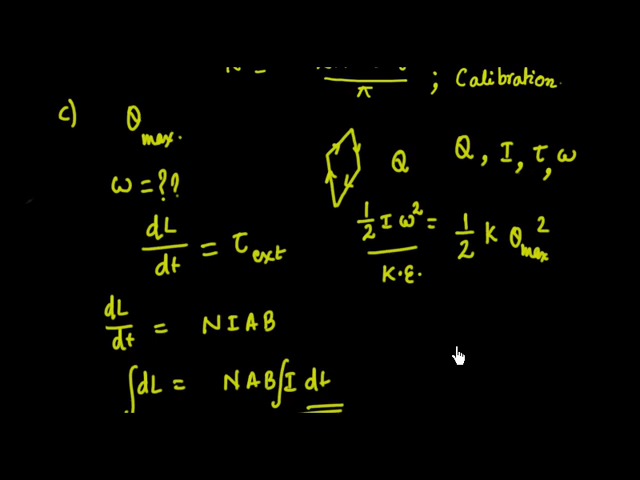 π ; Calibration.
c) θmax.
Q Q, I, τ, ω
ω = ??
1/2 I ω² = 1/2 K θmax²
K.E.
dL/dt = τext
dL/dt = NIAB
∫dL = NAB∫I dt